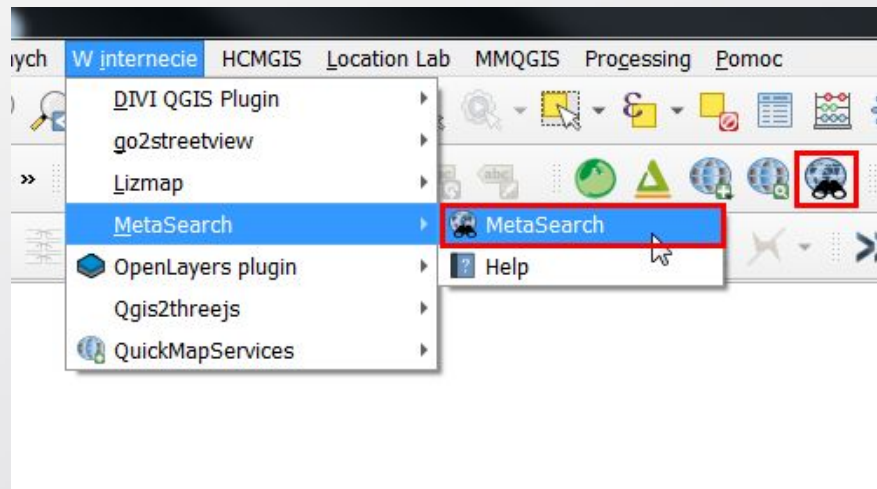 ych W internecie HCMGIS Location Lab MMQGIS Processing Pomoc
DIVI QGIS Plugin
go2streetview
Lizmap
MetaSearch
MetaSearch
OpenLayers plugin
Help
Qgis2threejs
QuickMapServices